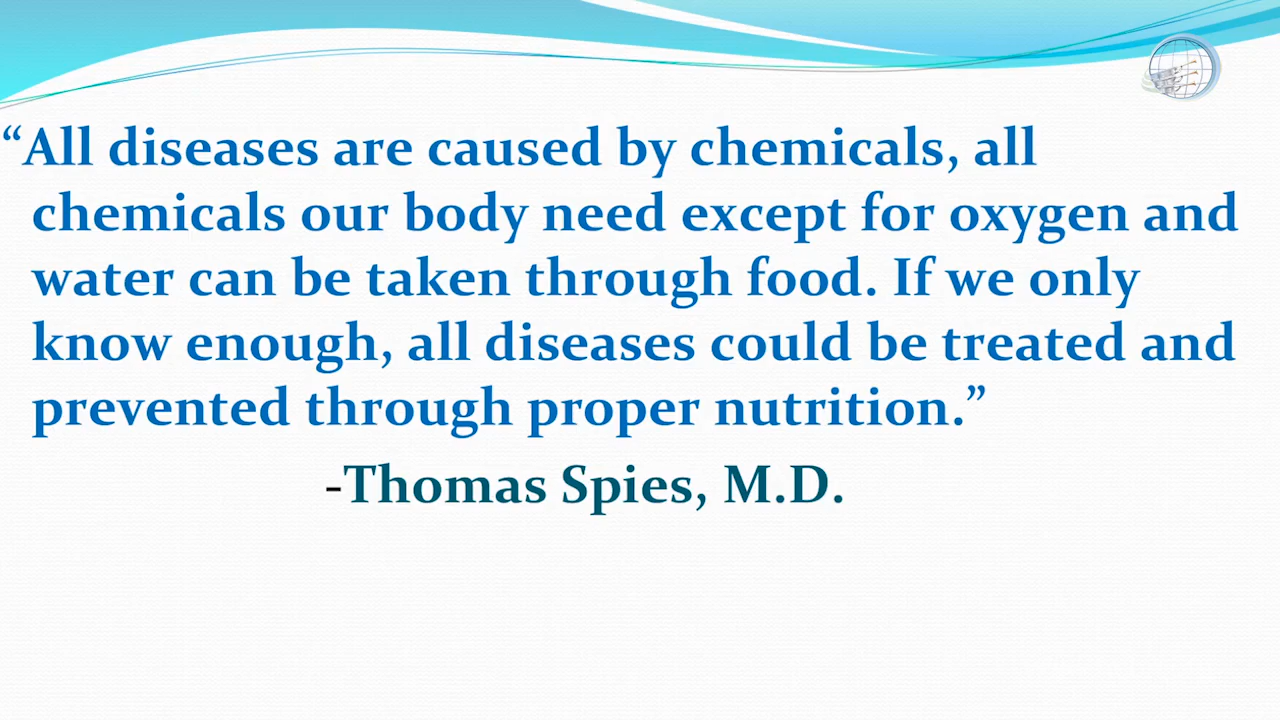 “All diseases are caused by chemicals, all
chemicals our body need except for oxygen and
water can be taken through food. If we only
know enough, all diseases could be treated and
prevented through proper nutrition.”
-Thomas Spies, M.D.